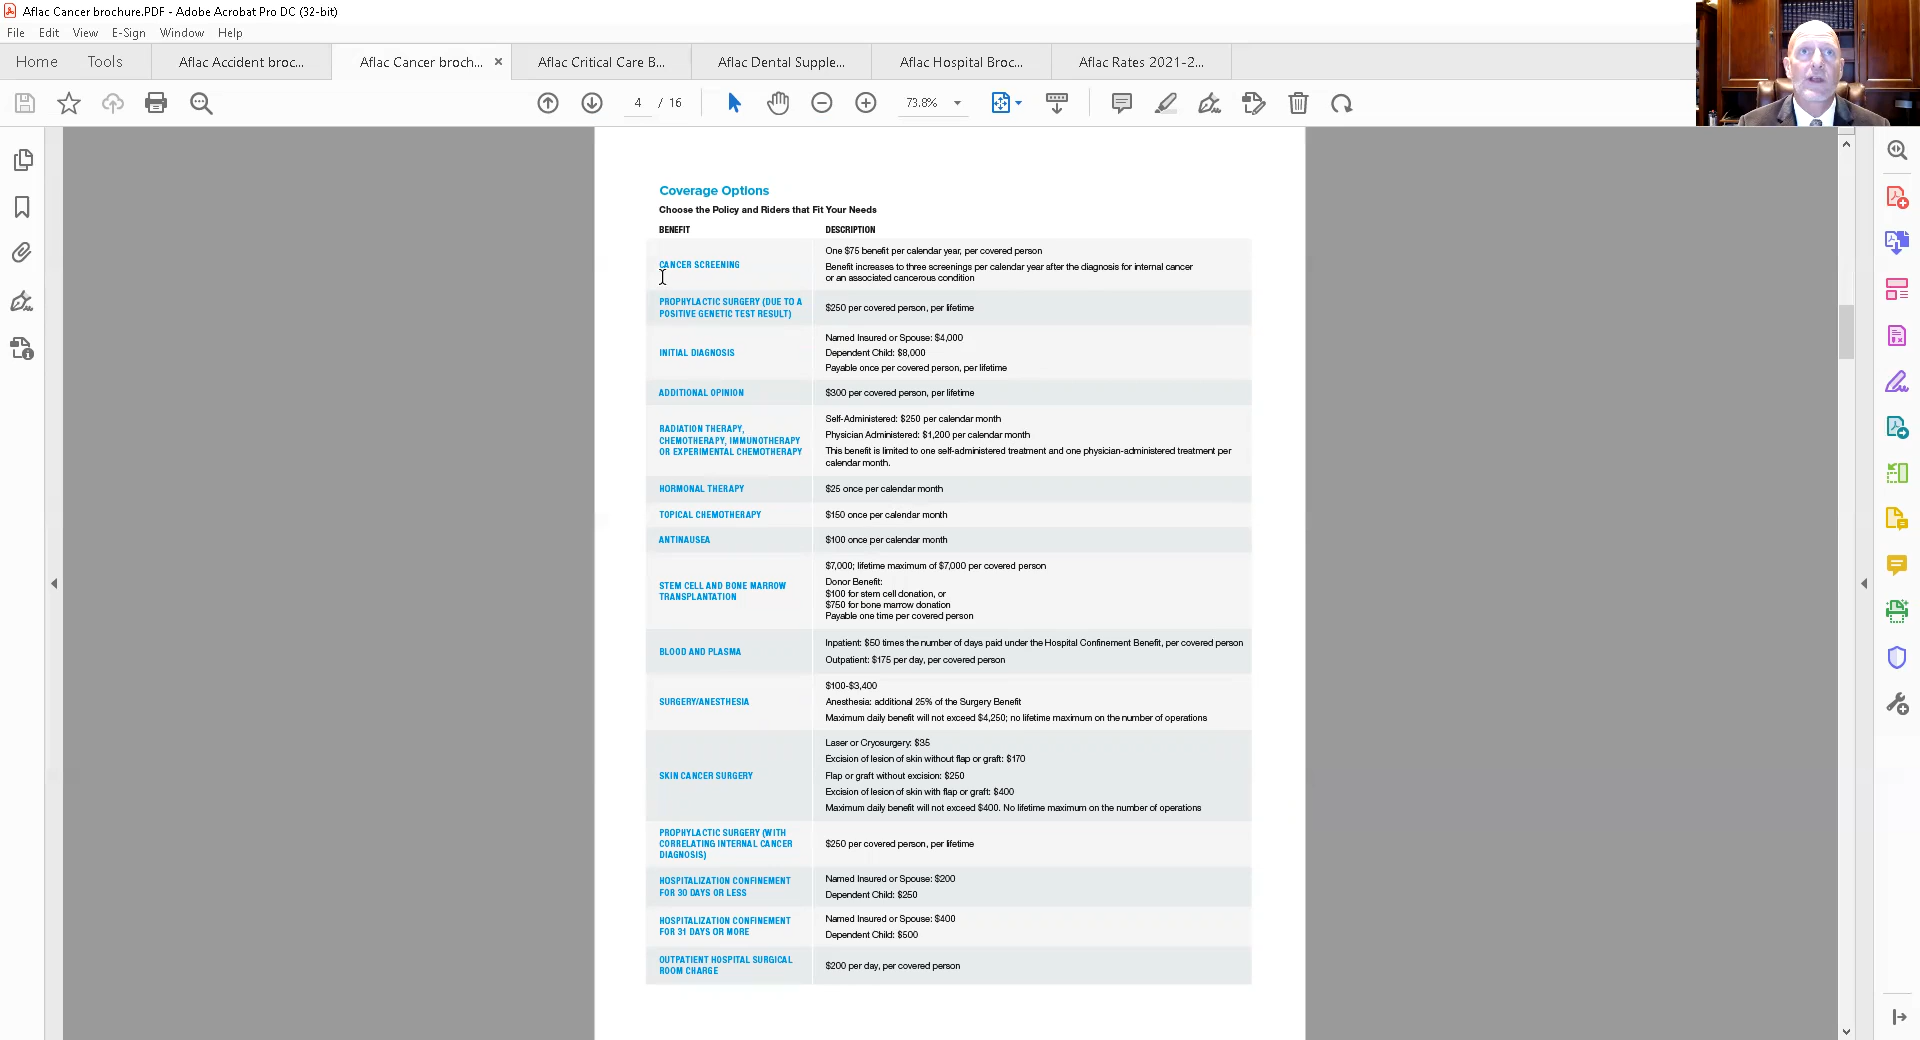 Aflac Cancer brochure.PDF - Adobe Acrobat Pro DC (32-bit)
File Edit View E-Sign Window Help
Home Tools Aflac Accident broc... Aflac Cancer broch... × Aflac Critical Care B... Aflac Dental Supple... Aflac Hospital Broc... Aflac Rates 2021-2...
4 / 16 73.8%
Coverage Options
Choose the Policy and Riders that Fit Your Needs
BENEFIT DESCRIPTION
CANCER SCREENING
One $75 benefit per calendar year, per covered person
Benefit increases to three screenings per calendar year after the diagnosis for internal cancer
or an associated cancerous condition
PROPHYLACTIC SURGERY (DUE TO A
POSITIVE GENETIC TEST RESULT)
$250 per covered person, per lifetime
INITIAL DIAGNOSIS
Named Insured or Spouse: $4,000
Dependent Child: $8,000
Payable once per covered person, per lifetime
ADDITIONAL OPINION
$300 per covered person, per lifetime
RADIATION THERAPY,
CHEMOTHERAPY, IMMUNOTHERAPY
OR EXPERIMENTAL CHEMOTHERAPY
Self-Administered: $250 per calendar month
Physician Administered: $1,200 per calendar month
This benefit is limited to one self-administered treatment and one physician-administered treatment per
calendar month.
HORMONAL THERAPY
$25 once per calendar month
TOPICAL CHEMOTHERAPY
$150 once per calendar month
ANTINAUSEA
$100 once per calendar month
STEM CELL AND BONE MARROW
TRANSPLANTATION
$7,000; lifetime maximum of $7,000 per covered person
Donor Benefit:
$100 for stem cell donation, or
$750 for bone marrow donation
Payable one time per covered person
BLOOD AND PLASMA
Inpatient: $50 times the number of days paid under the Hospital Confinement Benefit, per covered person
Outpatient: $175 per day, per covered person
SURGERY/ANESTHESIA
$100-$3,400
Anesthesia: additional 25% of the Surgery Benefit
Maximum daily benefit will not exceed $4,250; no lifetime maximum on the number of operations
SKIN CANCER SURGERY
Laser or Cryosurgery: $35
Excision of lesion of skin without flap or graft: $170
Flap or graft without excision: $250
Excision of lesion of skin with flap or graft: $400
Maximum daily benefit will not exceed $400. No lifetime maximum on the number of operations
PROPHYLACTIC SURGERY (WITH
CORRELATING INTERNAL CANCER
DIAGNOSIS)
$250 per covered person, per lifetime
HOSPITALIZATION CONFINEMENT
FOR 30 DAYS OR LESS
Named Insured or Spouse: $200
Dependent Child: $250
HOSPITALIZATION CONFINEMENT
FOR 31 DAYS OR MORE
Named Insured or Spouse: $400
Dependent Child: $500
OUTPATIENT HOSPITAL SURGICAL
ROOM CHARGE
$200 per day, per covered person